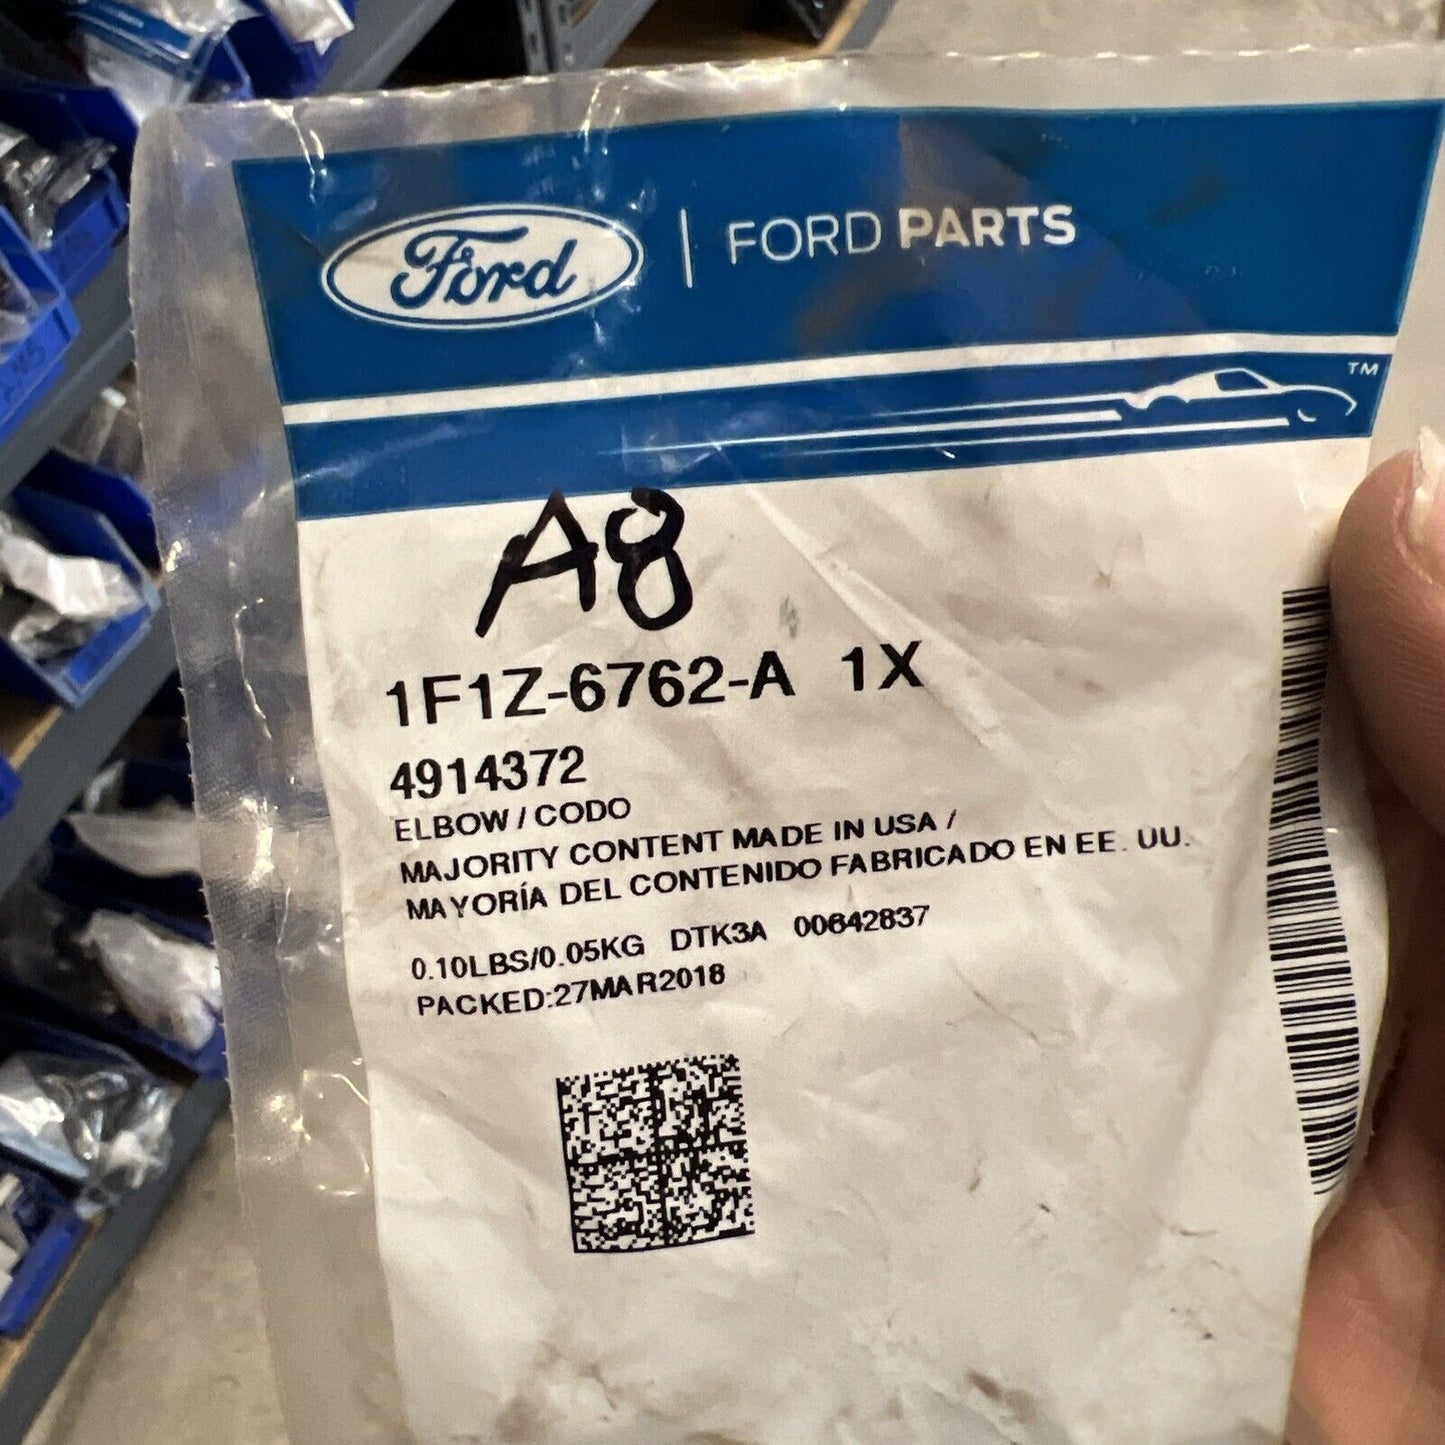 Ford | FORD PARTS
TM
A8
1F1Z-6762-A 1X
4914372
ELBOW / CODO
MAJORITY CONTENT MADE IN USA /
MAYORÍA DEL CONTENIDO FABRICADO EN EE. UU.
0.10LBS/0.05KG DTK3A 00642837
PACKED:27MAR2018